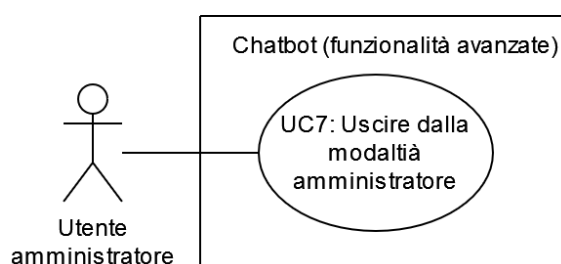 Chatbot (funzionalità avanzate)
UC7: Uscire dalla
modaltià
amministratore
Utente
amministratore